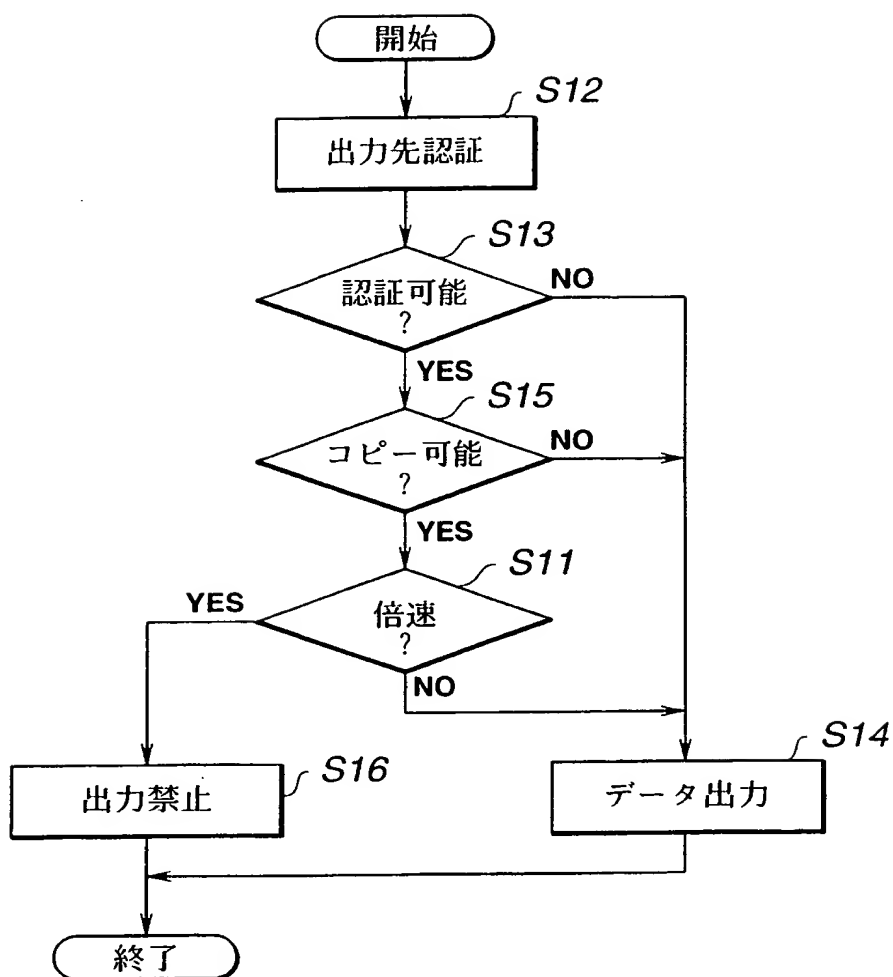 開始
S12
出力先認証
S13
認証可能
?
NO
YES
S15
コピー可能
?
NO
YES
S11
倍速
?
YES
NO
S16
出力禁止
S14
データ出力
終了